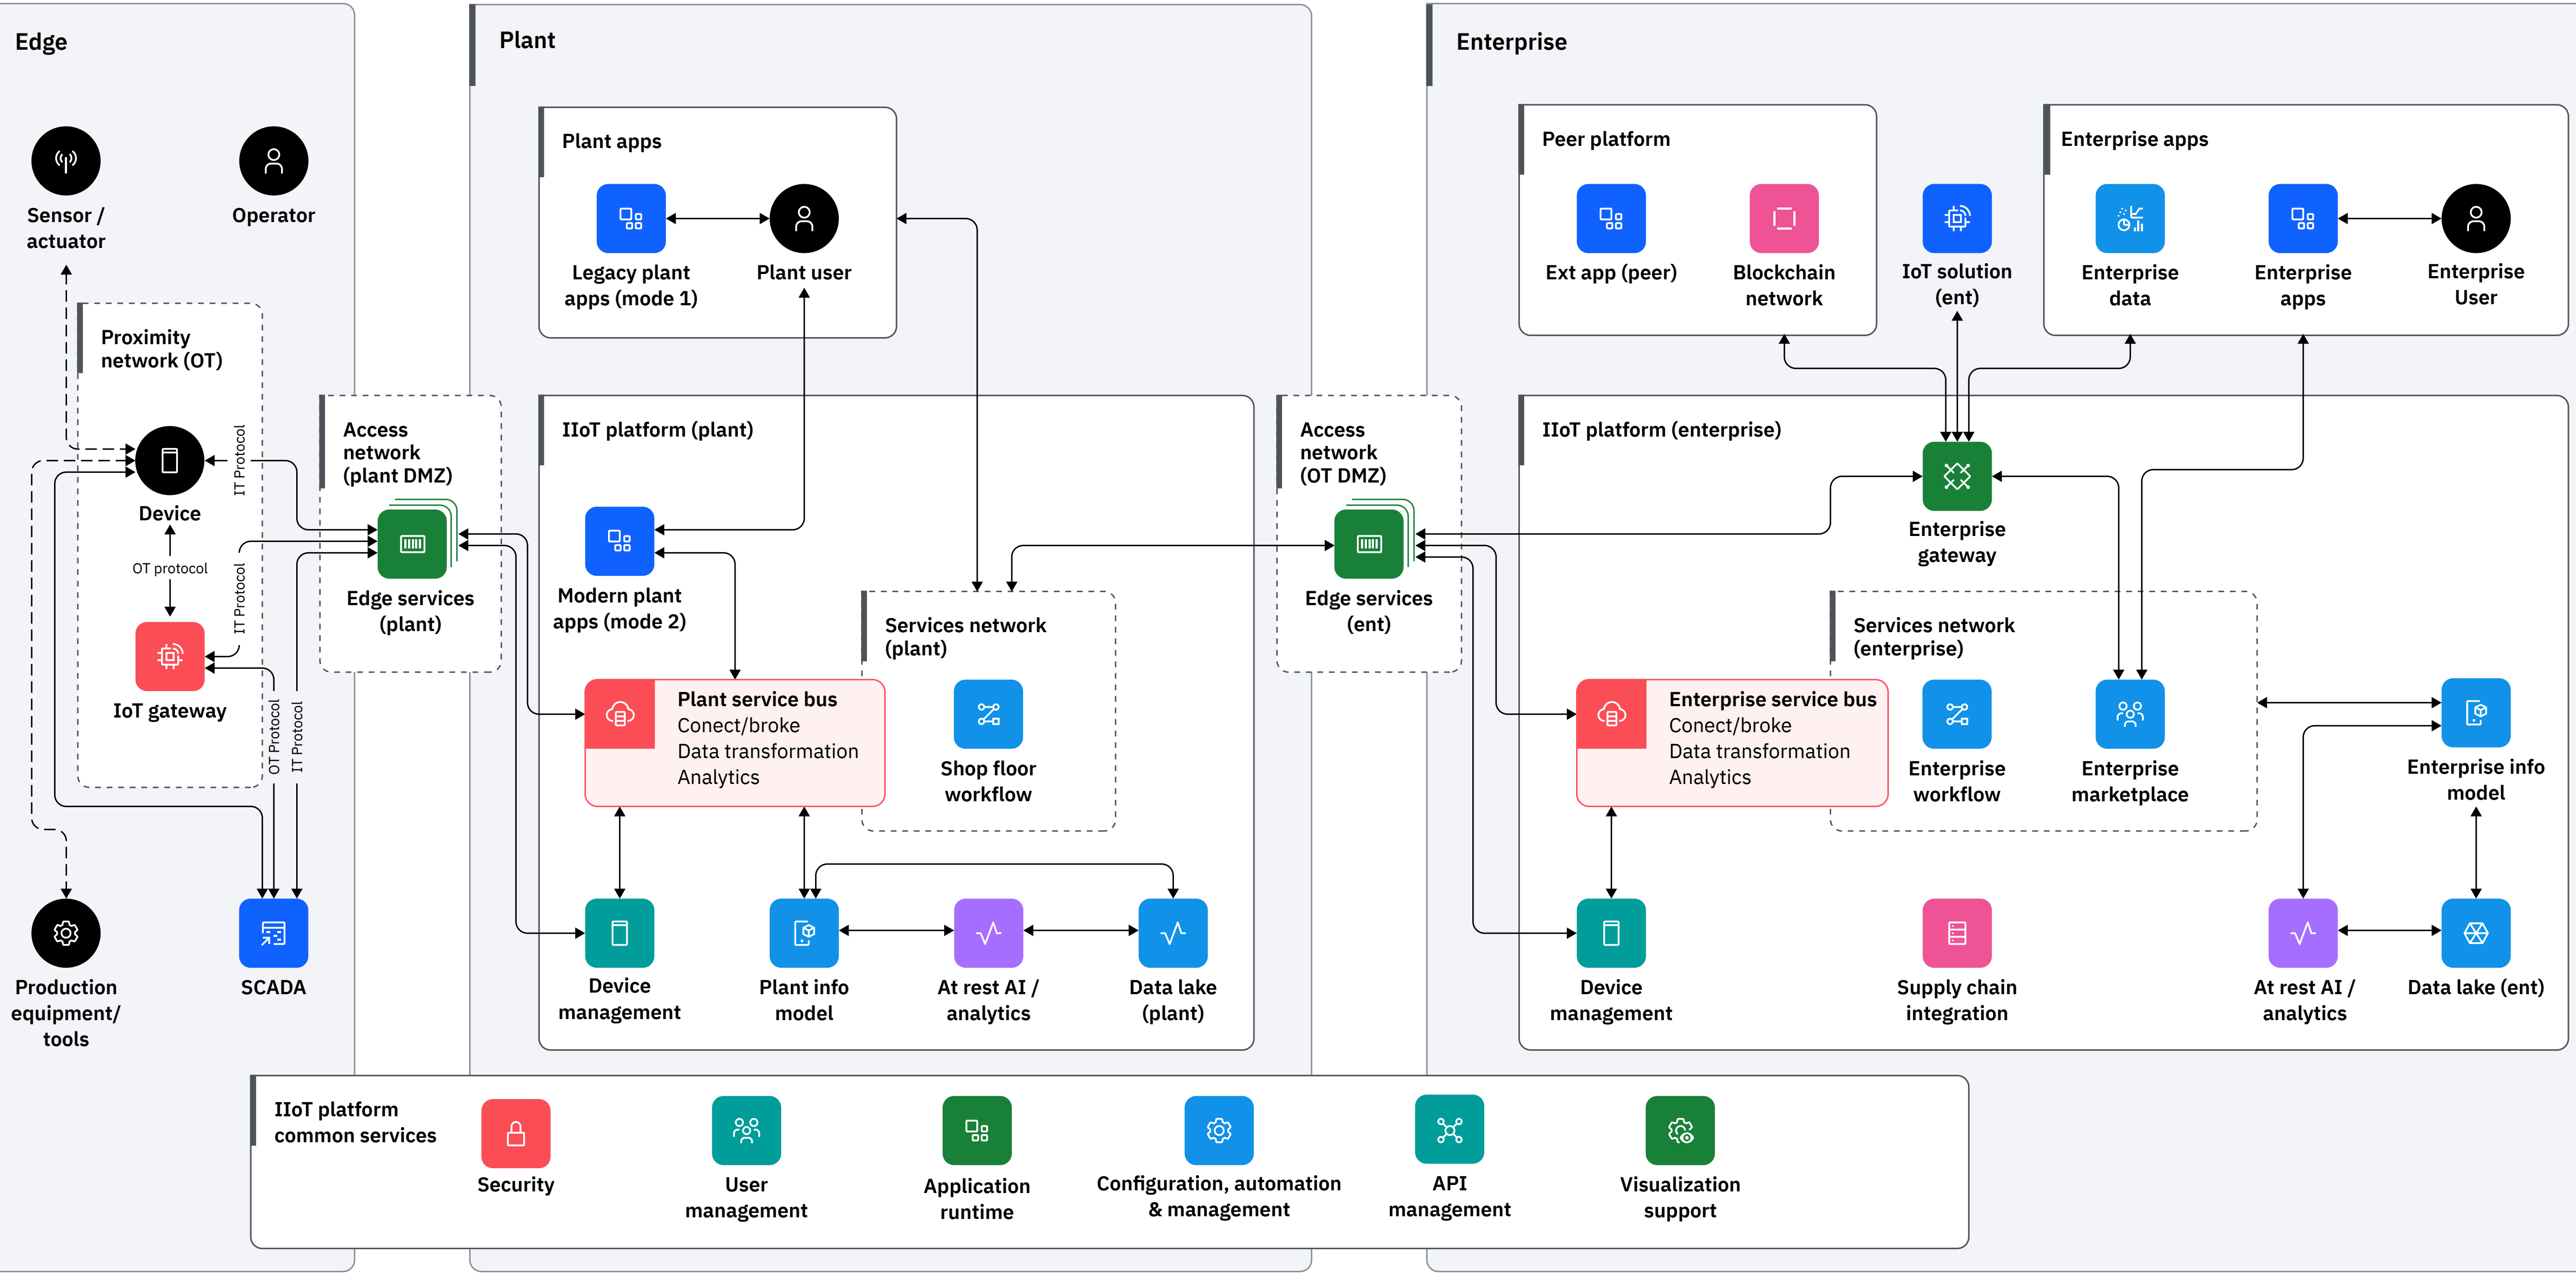 Edge
Sensor /
actuator
Operator
Proximity
network (OT)
Device
IT Protocol
OT protocol
IT Protocol
IoT gateway
OT Protocol
IT Protocol
Production
equipment/
tools
SCADA
Access
network
(plant DMZ)
Edge services
(plant)
Plant
Plant apps
Legacy plant
apps (mode 1)
Plant user
IIoT platform (plant)
Modern plant
apps (mode 2)
Services network
(plant)
Plant service bus
Conect/broke
Data transformation
Analytics
Shop floor
workflow
Device
management
Plant info
model
At rest AI /
analytics
Data lake
(plant)
Access
network
(OT DMZ)
Edge services
(ent)
Enterprise
Peer platform
Ext app (peer)
Blockchain
network
IoT solution
(ent)
Enterprise apps
Enterprise
data
Enterprise
apps
Enterprise
User
IIoT platform (enterprise)
Enterprise
gateway
Services network
(enterprise)
Enterprise service bus
Conect/broke
Data transformation
Analytics
Enterprise
workflow
Enterprise
marketplace
Enterprise info
model
Device
management
Supply chain
integration
At rest AI /
analytics
Data lake (ent)
IIoT platform
common services
Security
User
management
Application
runtime
Configuration, automation
& management
API
management
Visualization
support